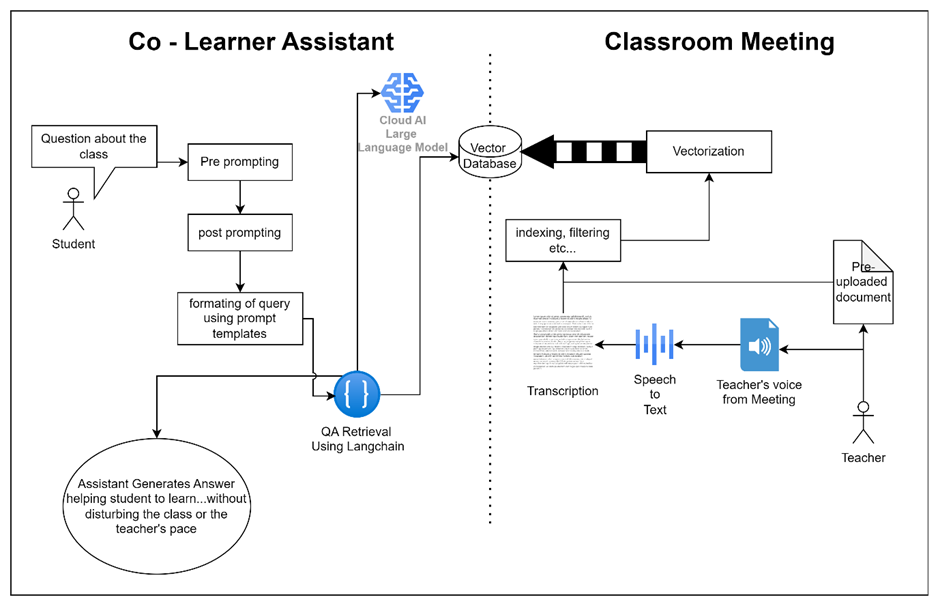 Co - Learner Assistant
Classroom Meeting
Question about the
class
Student
Pre prompting
post prompting
formating of query
using prompt
templates
Cloud AI
Large
Language Model
Vector
Database
Vectorization
indexing, filtering
etc...
Pre-
uploaded
document
Transcription
Speech
to
Text
Teacher's voice
from Meeting
Teacher
{ }
QA Retrieval
Using Langchain
Assistant Generates Answer
helping student to learn...without
disturbing the class or the
teacher's pace